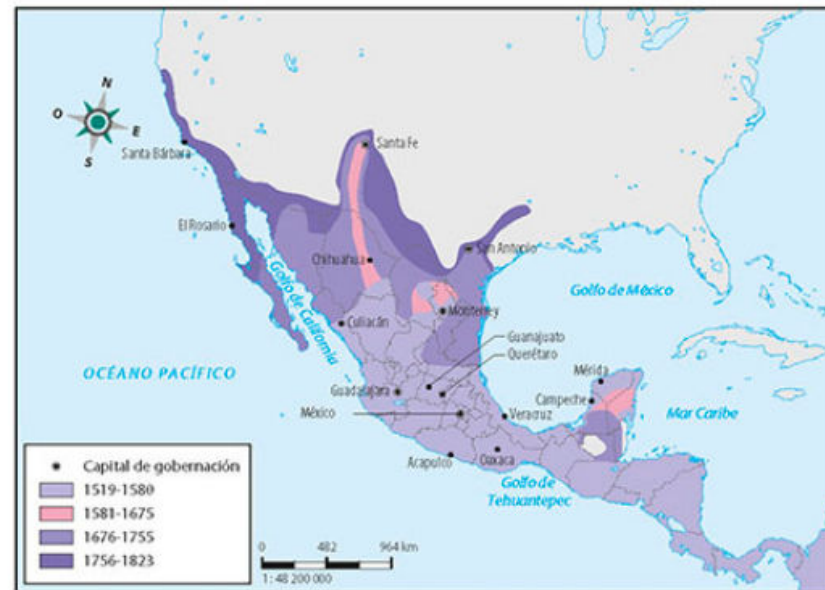 N
O
E
S
Santa Bárbara
Santa Fe
El Rosario
San Antonio
Chihuahua
Golfo de California
Monterrey
Golfo de México
Culiacán
Guanajuato
Querétaro
OCÉANO PACÍFICO
Guadalajara
Mérida
Campeche
México
Veracruz
Mar Caribe
Acapulco
Oaxaca
Golfo de
Tehuantepec
Capital de gobernación
1519-1580
1581-1675
1676-1755
1756-1823
0 482 964 km
1: 48 200 000